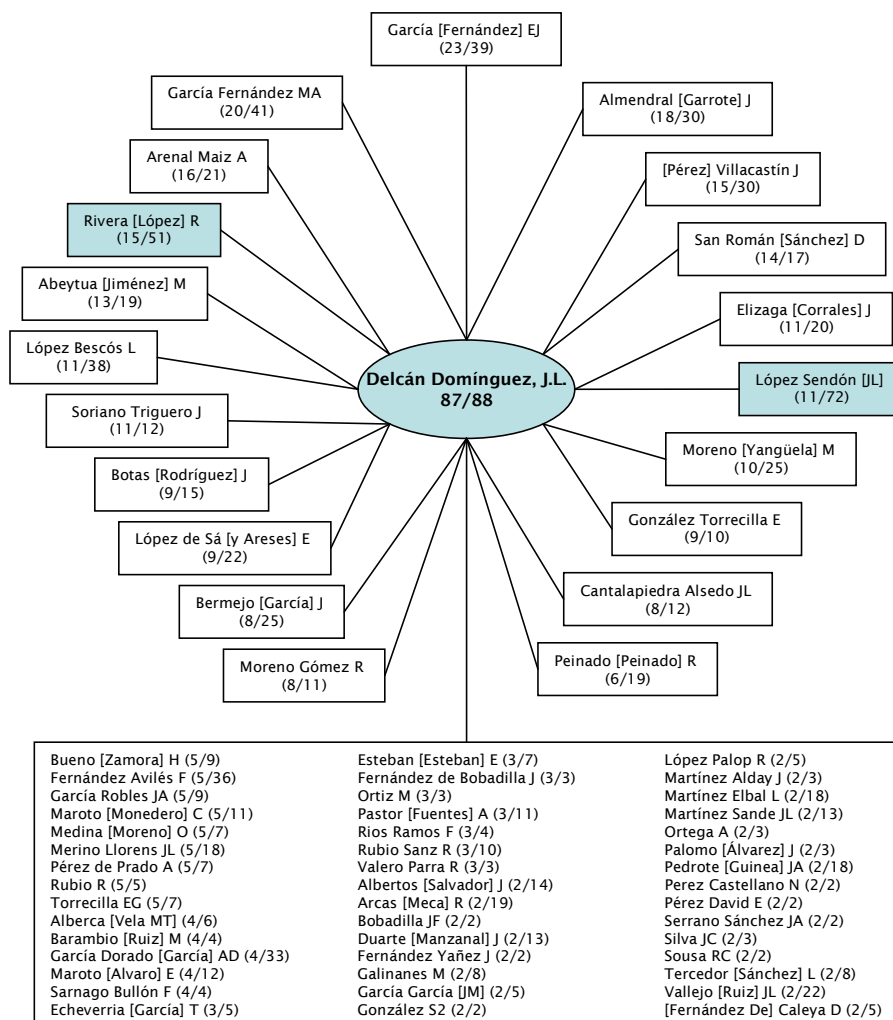 García [Fernández] EJ
(23/39)
García Fernández MA
(20/41)
Almendral [Garrote] J
(18/30)
Arenal Maiz A
(16/21)
[Pérez] Villacastín J
(15/30)
Rivera [López] R
(15/51)
San Román [Sánchez] D
(14/17)
Abeytua [Jiménez] M
(13/19)
Elizaga [Corrales] J
(11/20)
López Bescós L
(11/38)
Delcán Domínguez, J.L.
87/88
López Sendón [JL]
(11/72)
Soriano Triguero J
(11/12)
Moreno [Yangüela] M
(10/25)
Botas [Rodríguez] J
(9/15)
González Torrecilla E
(9/10)
López de Sá [y Areses] E
(9/22)
Cantalapiedra Alsedo JL
(8/12)
Bermejo [García] J
(8/25)
Peinado [Peinado] R
(6/19)
Moreno Gómez R
(8/11)
Bueno [Zamora] H (5/9)
Fernández Avilés F (5/36)
García Robles JA (5/9)
Maroto [Monedero] C (5/11)
Medina [Moreno] O (5/7)
Merino Llorens JL (5/18)
Pérez de Prado A (5/7)
Rubio R (5/5)
Torrecilla EG (5/7)
Alberca [Vela MT] (4/6)
Barambio [Ruiz] M (4/4)
García Dorado [García] AD (4/33)
Maroto [Alvaro] E (4/12)
Sarnago Bullón F (4/4)
Echeverria [García] T (3/5)
Esteban [Esteban] E (3/7)
Fernández de Bobadilla J (3/3)
Ortiz M (3/3)
Pastor [Fuentes] A (3/11)
Rios Ramos F (3/4)
Rubio Sanz R (3/10)
Valero Parra R (3/3)
Albertos [Salvador] J (2/14)
Arcas [Meca] R (2/19)
Bobadilla JF (2/2)
Duarte [Manzanal] J (2/13)
Fernández Yañez J (2/2)
Galinanes M (2/8)
García García [JM] (2/5)
González S2 (2/2)
López Palop R (2/5)
Martínez Alday J (2/3)
Martínez Elbal L (2/18)
Martínez Sande JL (2/13)
Ortega A (2/3)
Palomo [Álvarez] J (2/3)
Pedrote [Guinea] JA (2/18)
Perez Castellano N (2/2)
Pérez David E (2/2)
Serrano Sánchez JA (2/2)
Silva JC (2/3)
Sousa RC (2/2)
Tercedor [Sánchez] L (2/8)
Vallejo [Ruiz] JL (2/22)
[Fernández De] Caleya D (2/5)